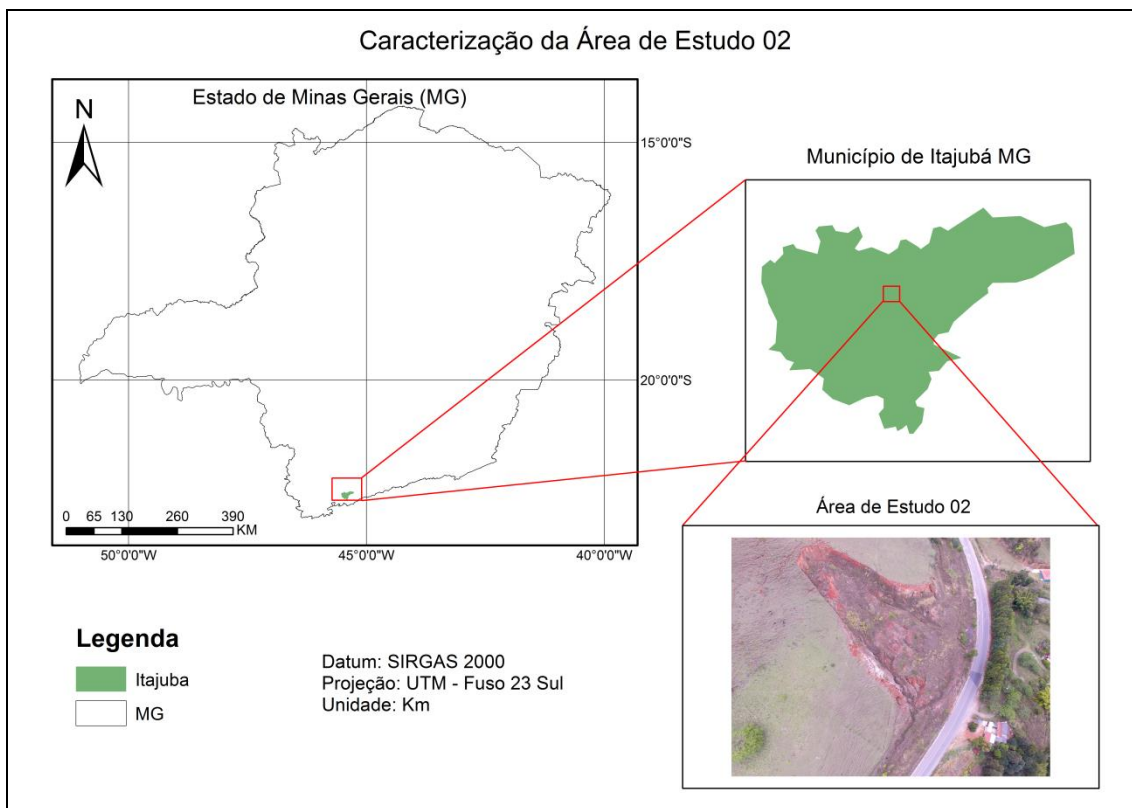 Caracterização da Área de Estudo 02
Estado de Minas Gerais (MG)
N
15°0'0"S
20°0'0"S
0 65 130 260 390
KM
50°0'0"W 45°0'0"W 40°0'0"W
Município de Itajubá MG
Área de Estudo 02
Legenda
Itajuba
MG
Datum: SIRGAS 2000
Projeção: UTM - Fuso 23 Sul
Unidade: Km